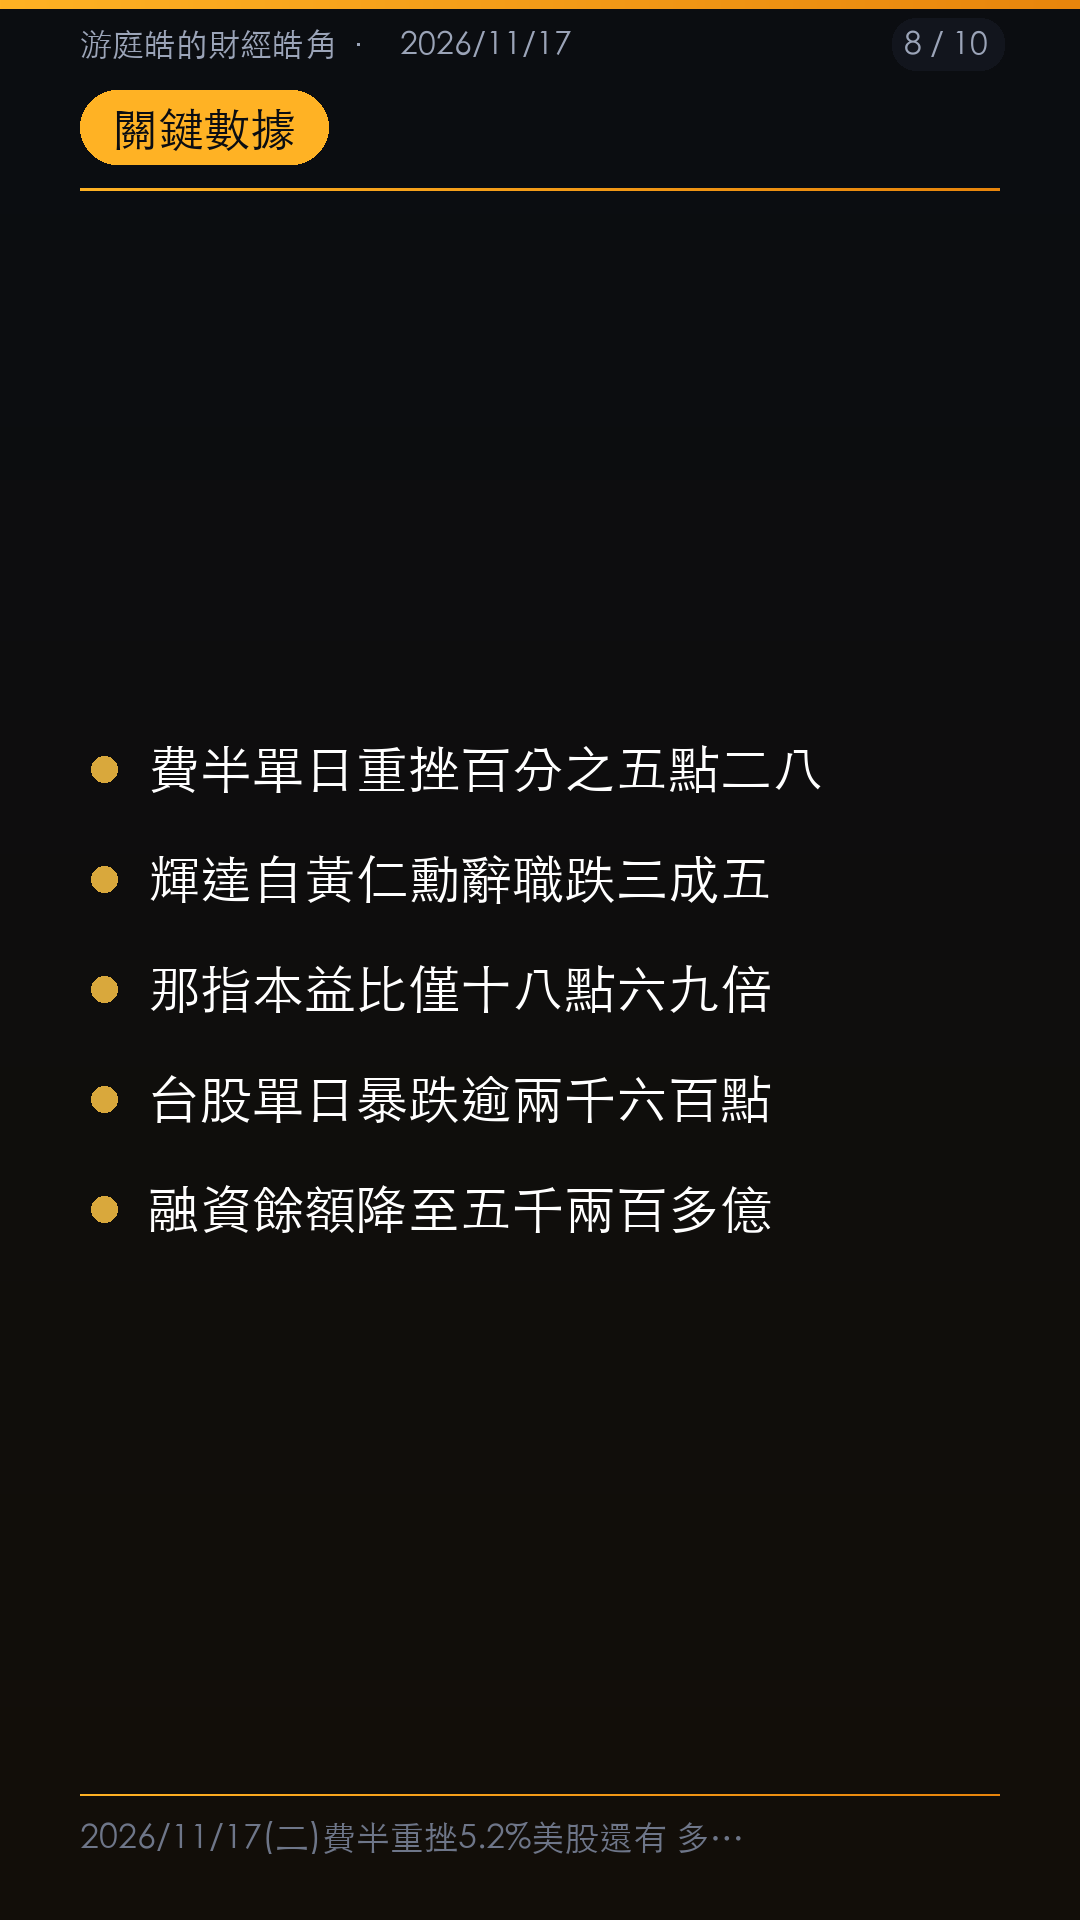 游庭皓的財經皓角 · 2026/11/17
8 / 10
關鍵數據
費半單日重挫百分之五點二八
輝達自黃仁勳辭職跌三成五
那指本益比僅十八點六九倍
台股單日暴跌逾兩千六百點
融資餘額降至五千兩百多億
2026/11/17(二)費半重挫5.2%美股還有 多⋯